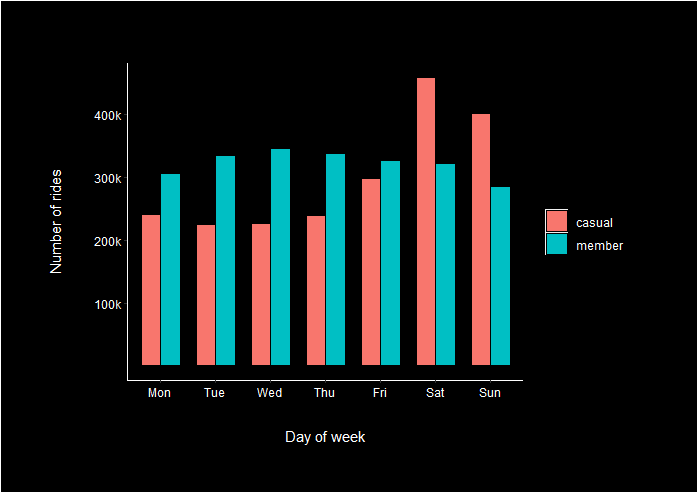 Number of rides
400k
300k
200k
100k
Mon Tue Wed Thu Fri Sat Sun
Day of week
casual
member